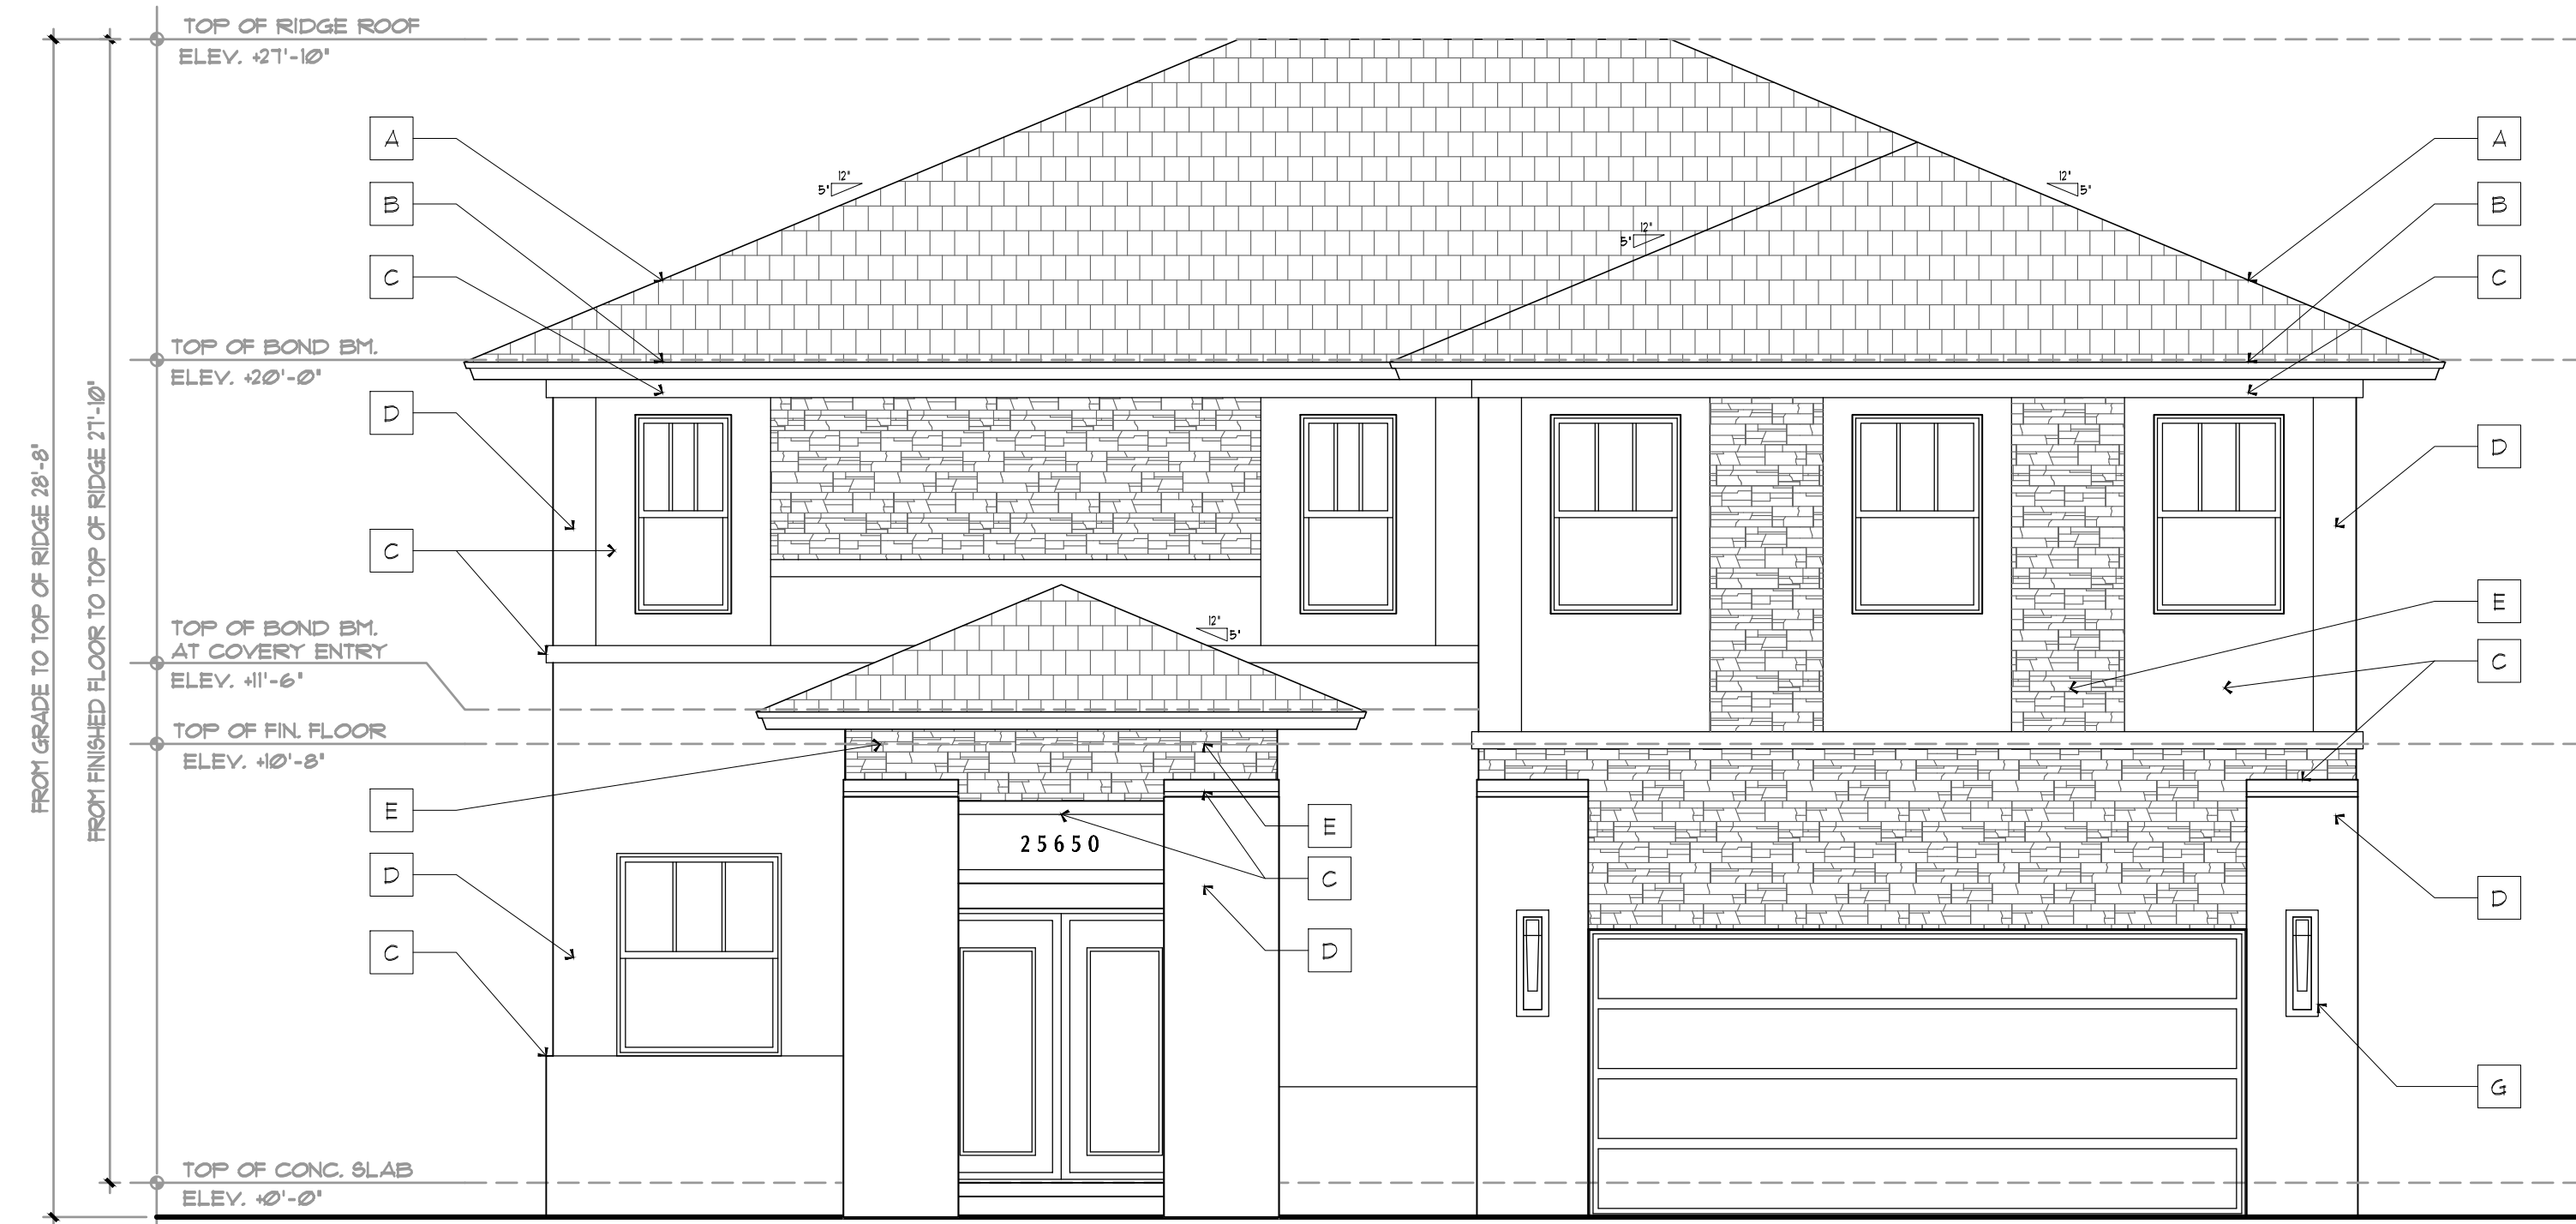 TOP OF RIDGE ROOF
ELEV. +27'-10"
A
A
12"
5"
12"
5"
B
B
12"
5"
C
C
TOP OF BOND BM.
ELEV. +20'-0"
D
D
C
E
TOP OF BOND BM.
AT COVERY ENTRY
ELEV. +11'-6"
12"
5"
C
TOP OF FIN. FLOOR
ELEV. +10'-8"
E
E
25650
D
C
D
C
D
G
TOP OF CONC. SLAB
ELEV. +0'-0"
FROM GRADE TO TOP OF RIDGE 28'-8"
FROM FINISHED FLOOR TO TOP OF RIDGE 27'-10"